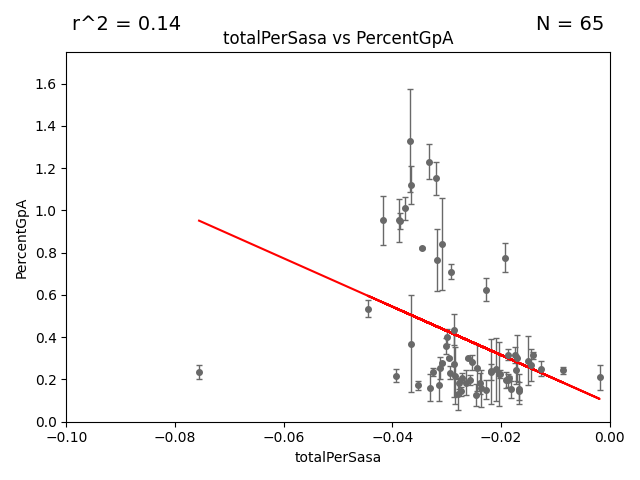 r^2 = 0.14
N = 65
totalPerSasa vs PercentGpA
PercentGpA
1.6
1.4
1.2
1.0
0.8
0.6
0.4
0.2
0.0
−0.10 −0.08 −0.06 −0.04 −0.02 0.00
totalPerSasa